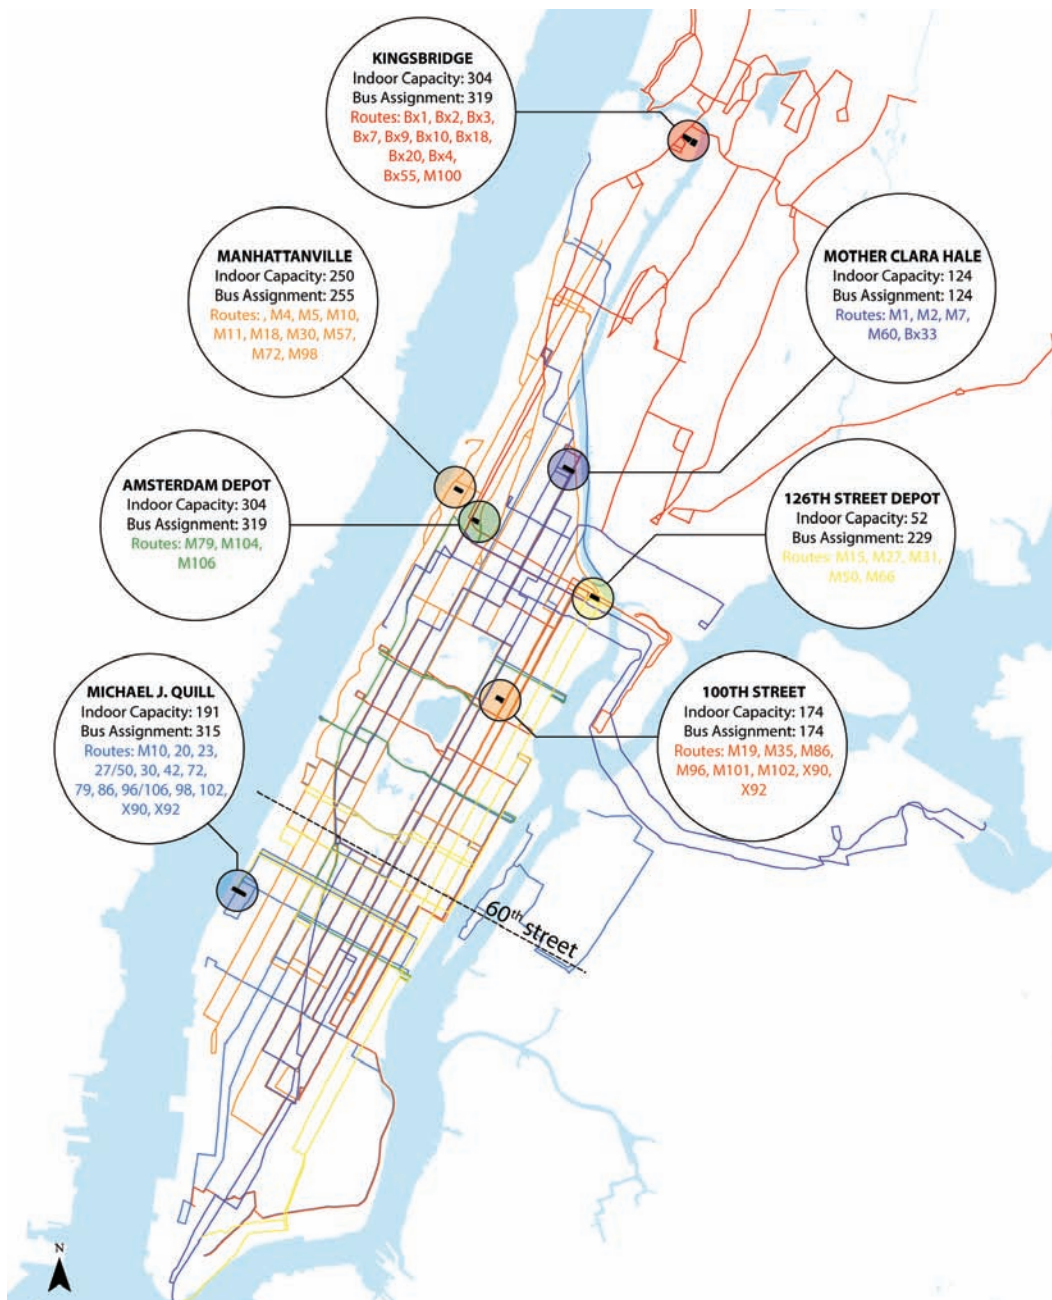 KINGSBRIDGE
Indoor Capacity: 304
Bus Assignment: 319
Routes: Bx1, Bx2, Bx3,
Bx7, Bx9, Bx10, Bx18,
Bx20, Bx4,
Bx55, M100
MANHATTANVILLE
Indoor Capacity: 250
Bus Assignment: 255
Routes: , M4, M5, M10,
M11, M18, M30, M57,
M72, M98
MOTHER CLARA HALE
Indoor Capacity: 124
Bus Assignment: 124
Routes: M1, M2, M7,
M60, Bx33
AMSTERDAM DEPOT
Indoor Capacity: 304
Bus Assignment: 319
Routes: M79, M104,
M106
126TH STREET DEPOT
Indoor Capacity: 52
Bus Assignment: 229
Routes: M15, M27, M31,
M50, M66
MICHAEL J. QUILL
Indoor Capacity: 191
Bus Assignment: 315
Routes: M10, 20, 23,
27/50, 30, 42, 72,
79, 86, 96/106, 98, 102,
X90, X92
100TH STREET
Indoor Capacity: 174
Bus Assignment: 174
Routes: M19, M35, M86,
M96, M101, M102, X90,
X92
60th street
N